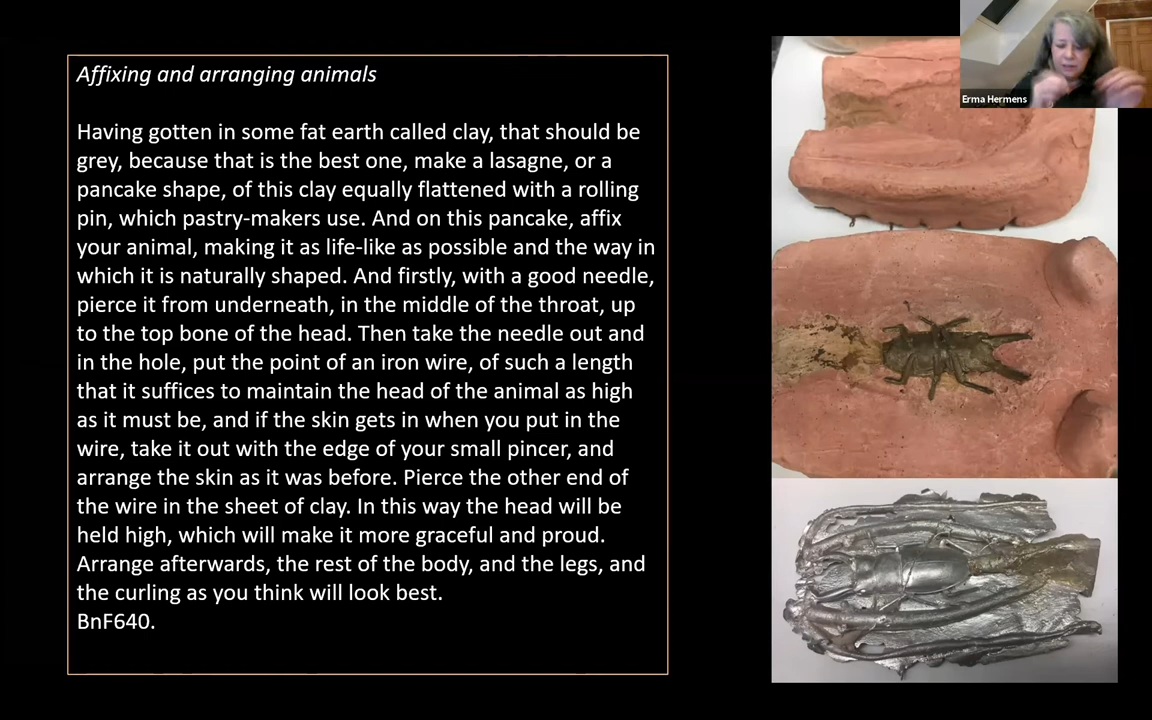 Affixing and arranging animals
Having gotten in some fat earth called clay, that should be
grey, because that is the best one, make a lasagne, or a
pancake shape, of this clay equally flattened with a rolling
pin, which pastry-makers use. And on this pancake, affix
your animal, making it as life-like as possible and the way in
which it is naturally shaped. And firstly, with a good needle,
pierce it from underneath, in the middle of the throat, up
to the top bone of the head. Then take the needle out and
in the hole, put the point of an iron wire, of such a length
that it suffices to maintain the head of the animal as high
as it must be, and if the skin gets in when you put in the
wire, take it out with the edge of your small pincer, and
arrange the skin as it was before. Pierce the other end of
the wire in the sheet of clay. In this way the head will be
held high, which will make it more graceful and proud.
Arrange afterwards, the rest of the body, and the legs, and
the curling as you think will look best.
BnF640.
Erma Hermens